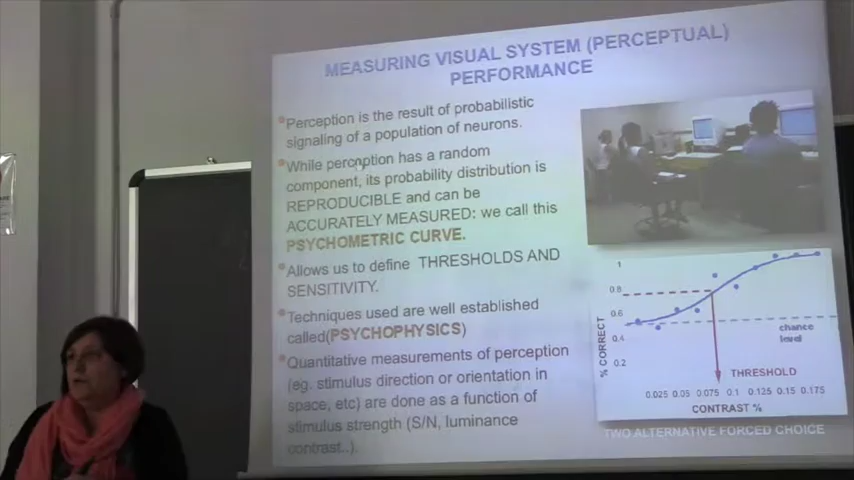 MEASURING VISUAL SYSTEM (PERCEPTUAL)
PERFORMANCE
Perception is the result of probabilistic
signaling of a population of neurons.
While perception has a random
component, its probability distribution is
REPRODUCIBLE and can be
ACCURATELY MEASURED: we call this
PSYCHOMETRIC CURVE.
Allows us to define THRESHOLDS AND
SENSITIVITY.
Techniques used are well established
called(PSYCHOPHYSICS)
Quantitative measurements of perception
(eg. stimulus direction or orientation in
space, etc) are done as a function of
stimulus strength (S/N, luminance
contrast..).
1
0.8
0.6
0.4
0.2
% CORRECT
chance
level
THRESHOLD
0.025 0.05 0.075 0.1 0.125 0.15 0.175
CONTRAST %
TWO ALTERNATIVE FORCED CHOICE